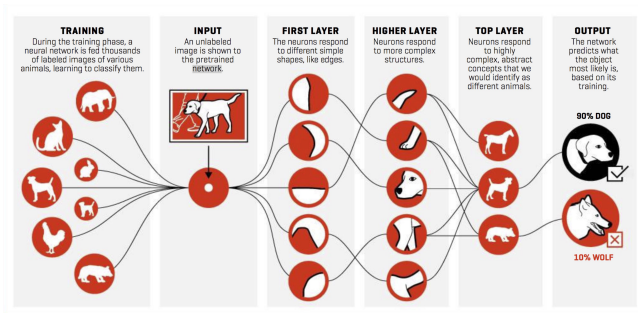 TRAINING
During the training phase, a
neural network is fed thousands
of labeled images of various
animals, learning to classify them.
INPUT
An unlabeled
image is shown to
the pretrained
network.
FIRST LAYER
The neurons respond
to different simple
shapes, like edges.
HIGHER LAYER
Neurons respond to
more complex
structures.
TOP LAYER
Neurons respond
to highly
complex, abstract
concepts that we
would identify as
different animals.
OUTPUT
The network
predicts what
the object
most likely is,
based on its
training.
90% DOG
10% WOLF